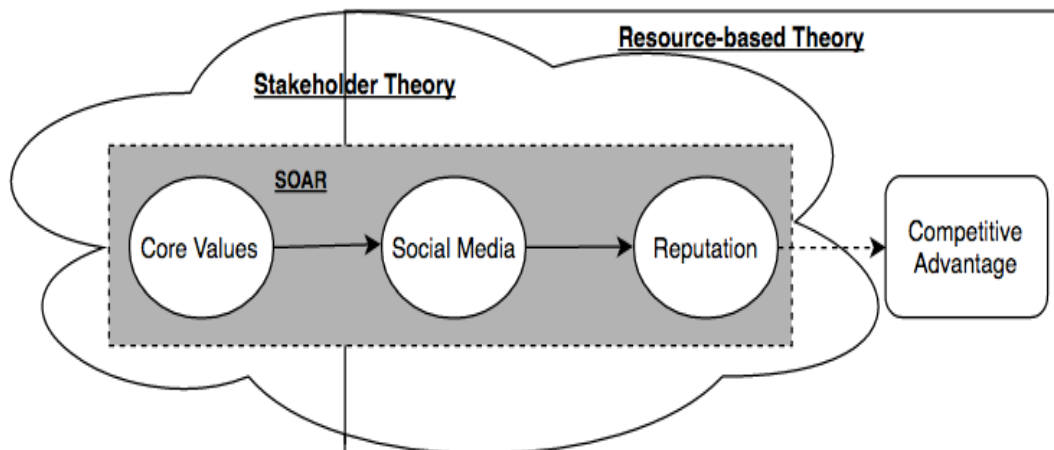 Resource-based Theory
Stakeholder Theory
SOAR
Core Values
Social Media
Reputation
Competitive
Advantage